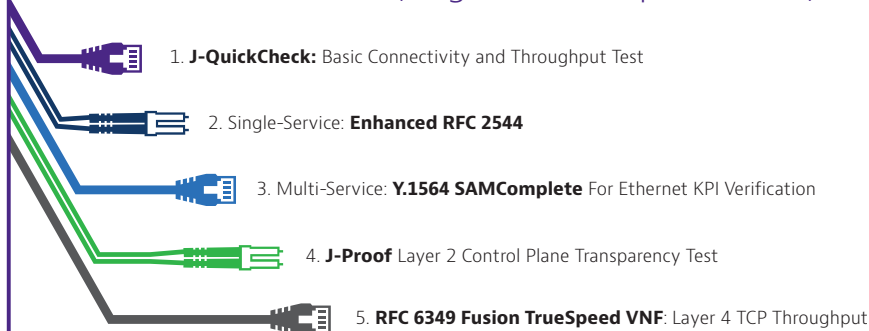 1. J-QuickCheck: Basic Connectivity and Throughput Test
2. Single-Service: Enhanced RFC 2544
3. Multi-Service: Y.1564 SAMComplete For Ethernet KPI Verification
4. J-Proof Layer 2 Control Plane Transparency Test
5. RFC 6349 Fusion TrueSpeed VNF: Layer 4 TCP Throughput